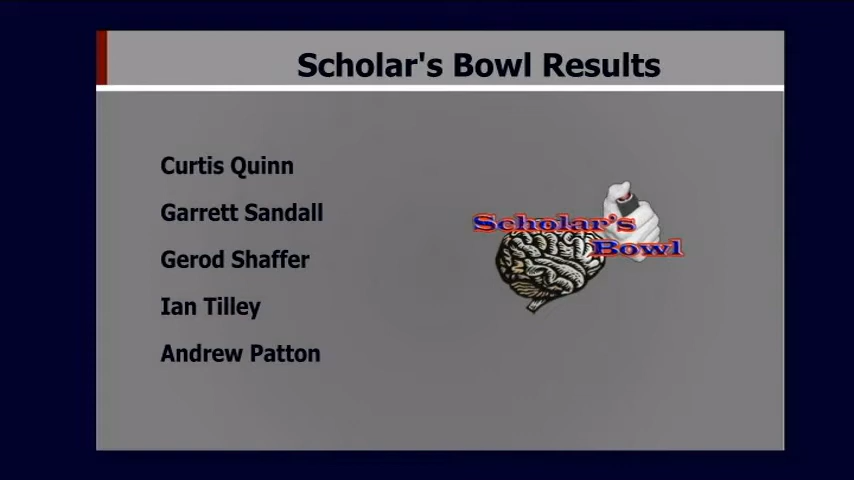 Scholar's Bowl Results
Curtis Quinn
Garrett Sandall
Gerod Shaffer
Ian Tilley
Andrew Patton
Scholar's
Bowl